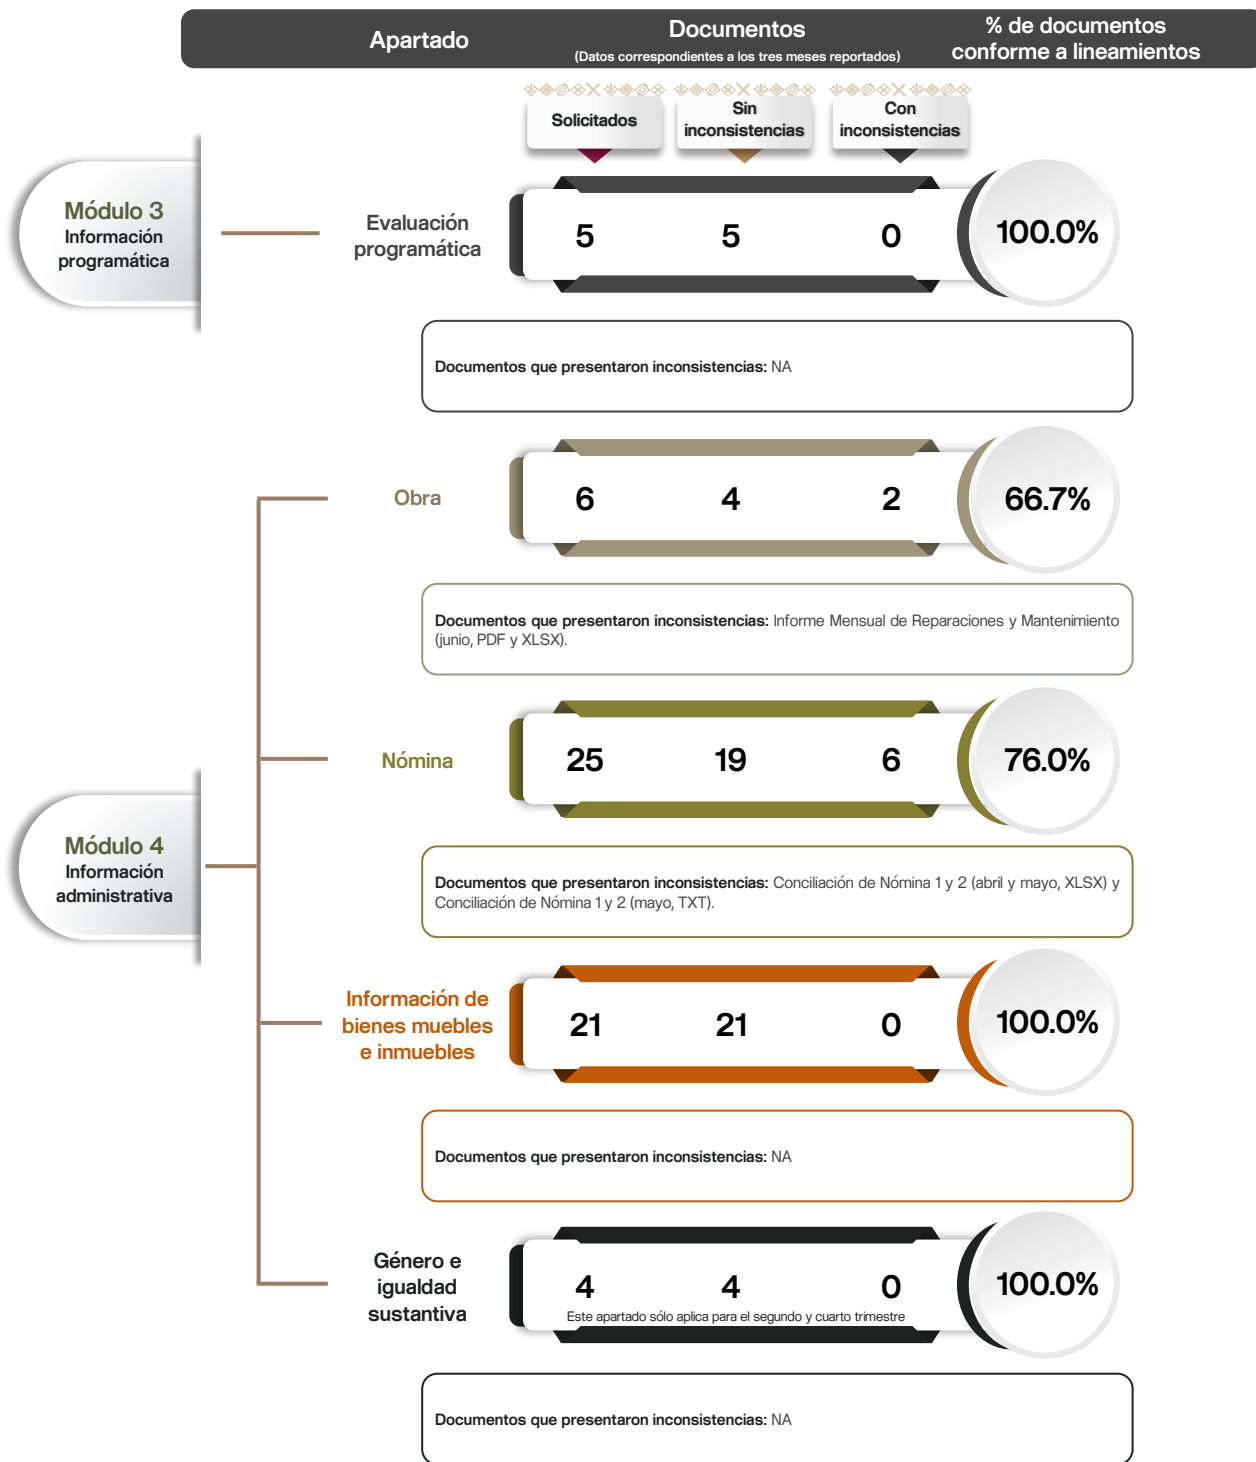 Apartado
Documentos
(Datos correspondientes a los tres meses reportados)
% de documentos
conforme a lineamientos
Solicitados
Sin
inconsistencias
Con
inconsistencias
Módulo 3
Información
programática
Evaluación
programática
5
5
0
100.0%
Documentos que presentaron inconsistencias: NA
Obra
6
4
2
66.7%
Documentos que presentaron inconsistencias: Informe Mensual de Reparaciones y Mantenimiento
(junio, PDF y XLSX).
Nómina
25
19
6
76.0%
Módulo 4
Información
administrativa
Documentos que presentaron inconsistencias: Conciliación de Nómina 1 y 2 (abril y mayo, XLSX) y
Conciliación de Nómina 1 y 2 (mayo, TXT).
Información de
bienes muebles
e inmuebles
21
21
0
100.0%
Documentos que presentaron inconsistencias: NA
Género e
igualdad
sustantiva
4
4
0
100.0%
Este apartado sólo aplica para el segundo y cuarto trimestre
Documentos que presentaron inconsistencias: NA